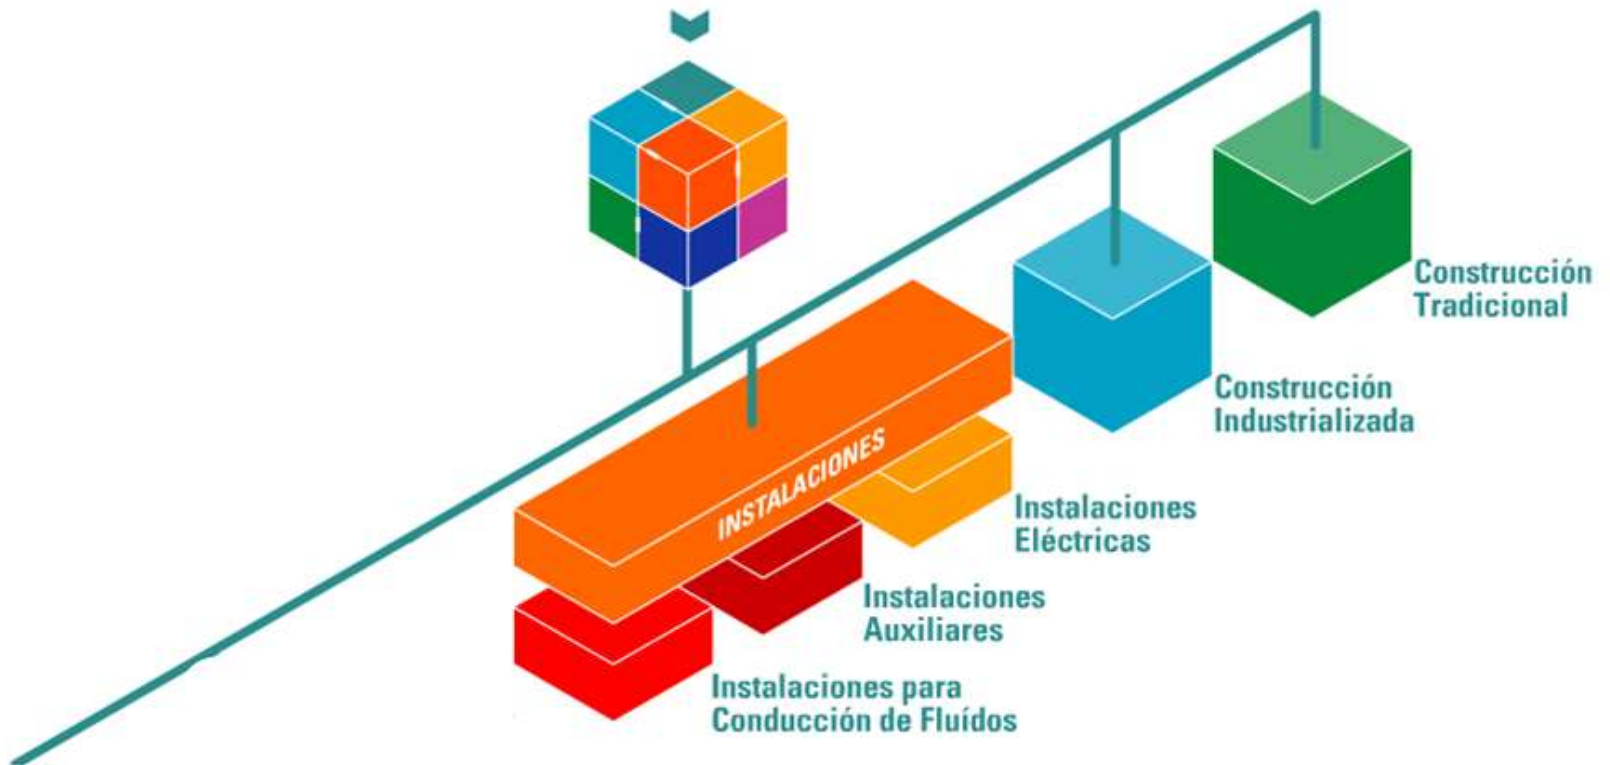 Construcción
Tradicional
Construcción
Industrializada
INSTALACIONES
Instalaciones
Eléctricas
Instalaciones
Auxiliares
Instalaciones para
Conducción de Fluídos